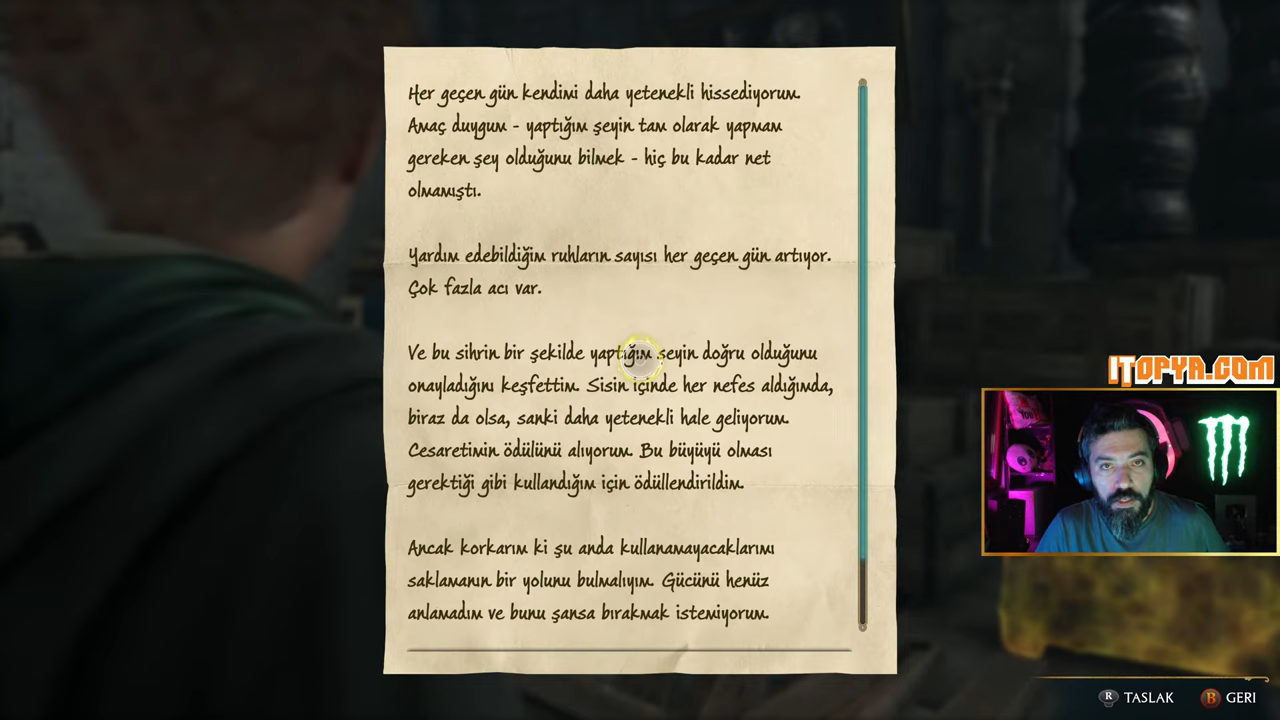 Her geçen gün kendimi daha yetenekli hissediyorum.
Amaç duygum - yaptığım şeyin tam olarak yapmam
gereken şey olduğunu bilmek - hiç bu kadar net
olmamıştı.
Yardım edebildiğim ruhların sayısı her geçen gün artıyor.
Çok fazla acı var.
Ve bu sihrin bir şekilde yaptığım şeyin doğru olduğunu
onayladığını keşfettim. Sisin içinde her nefes aldığımda,
biraz da olsa, sanki daha yetenekli hale geliyorum.
Cesaretimin ödülünü alıyorum. Bu büyüyü olması
gerektiği gibi kullandığım için ödüllendirildim.
Ancak korkarım ki şu anda kullanamayacaklarımı
saklamanın bir yolunu bulmalıyım. Gücünü henüz
anlamadım ve bunu şansa bırakmak istemiyorum.
ITOPYA.COM
R TASLAK B GERİ